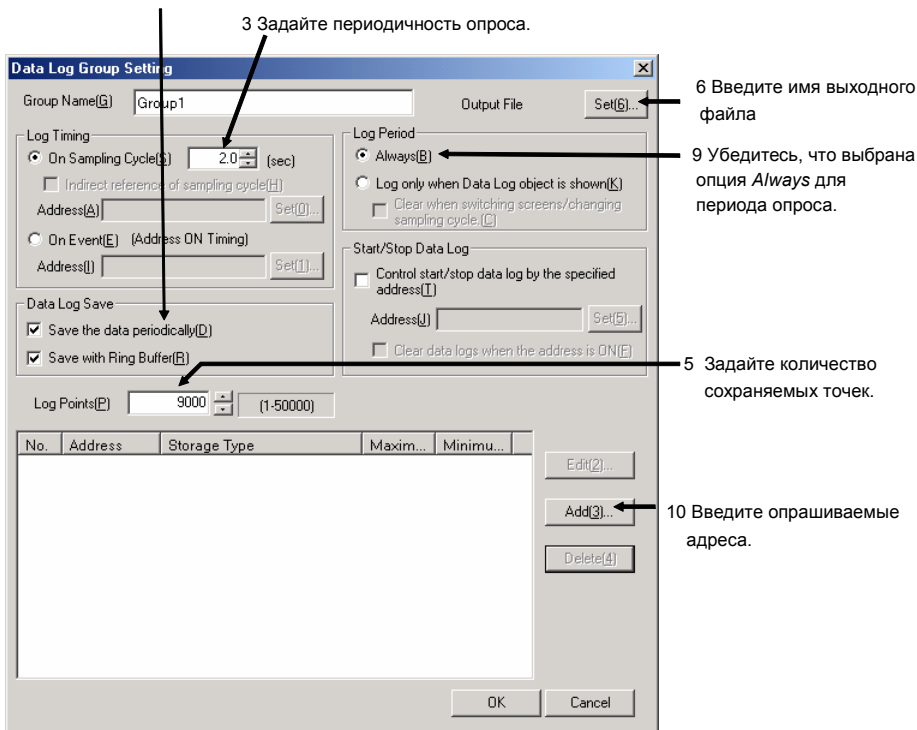 3 Задайте периодичность опроса.
Data Log Group Setting
Group Name(G)
Group1
Output File
Set(6)...
6 Введите имя выходного
файла
Log Timing
On Sampling Cycle(S)
2.0
(sec)
Indirect reference of sampling cycle(H)
Address(A)
Set(0)...
On Event(E) (Address ON Timing)
Address(I)
Set(1)...
Log Period
Always(B)
Log only when Data Log object is shown(K)
Clear when switching screens/changing
sampling cycle.(C)
9 Убедитесь, что выбрана
опция Always для
периода опроса.
Start/Stop Data Log
Control start/stop data log by the specified
address(T)
Address(J)
Set(5)...
Clear data logs when the address is ON(F)
Data Log Save
Save the data periodically(D)
Save with Ring Buffer(R)
5 Задайте количество
сохраняемых точек.
Log Points(P)
9000
(1-50000)
No.
Address
Storage Type
Maxim...
Minimu...
Edit(2)...
Add(3)...
10 Введите опрашиваемые
адреса.
Delete(4)
OK
Cancel